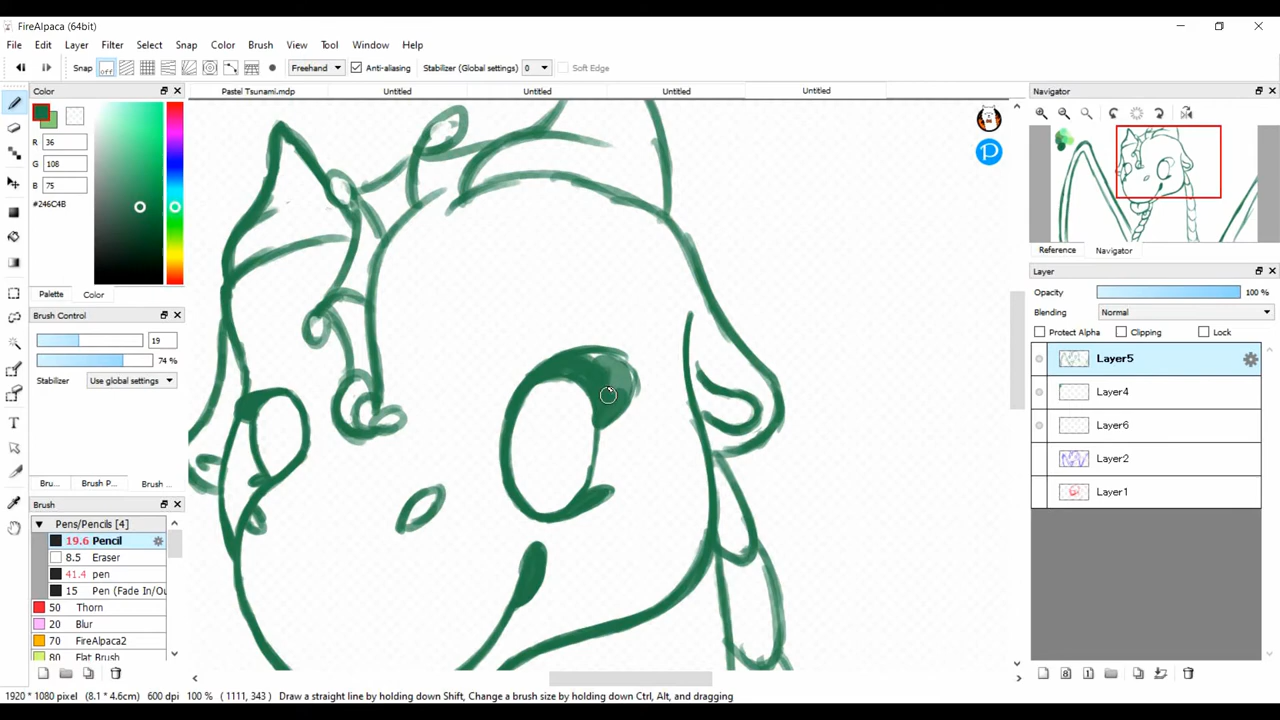 FireAlpaca (64bit)
File Edit Layer Filter Select Snap Color Brush View Tool Window Help
Snap off Freehand Anti-aliasing Stabilizer (Global settings) 0 Soft Edge
Color
Pastel Tsunami.mdp Untitled Untitled Untitled Untitled
Navigator
R 36
G 108
B 75
#246C4B
Palette Color
Reference Navigator
Layer
Opacity 100 %
Blending Normal
Protect Alpha Clipping Lock
Layer5
Layer4
Layer6
Layer2
Layer1
Brush Control
19
74 %
Stabilizer Use global settings
Bru... Brush P... Brush ...
Brush
Pens/Pencils [4]
19.6 Pencil
8.5 Eraser
41.4 pen
15 Pen (Fade In/Ou
50 Thorn
20 Blur
70 FireAlpaca2
80 Flat Brush
1920 * 1080 pixel (8.1 * 4.6cm) 600 dpi 100 % ( 1111, 343 ) Draw a straight line by holding down Shift, Change a brush size by holding down Ctrl, Alt, and dragging